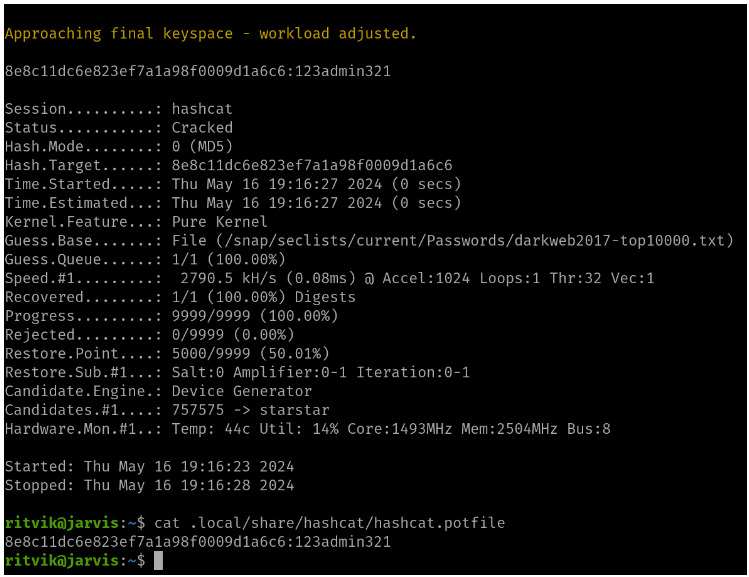 Approaching final keyspace - workload adjusted.
8e8c11dc6e823ef7a1a98f0009d1a6c6:123admin321
Session..........: hashcat
Status...........: Cracked
Hash.Mode........: 0 (MD5)
Hash.Target......: 8e8c11dc6e823ef7a1a98f0009d1a6c6
Time.Started.....: Thu May 16 19:16:27 2024 (0 secs)
Time.Estimated...: Thu May 16 19:16:27 2024 (0 secs)
Kernel.Feature...: Pure Kernel
Guess.Base.......: File (/snap/seclists/current/Passwords/darkweb2017-top10000.txt)
Guess.Queue......: 1/1 (100.00%)
Speed.#1.........:  2790.5 kH/s (0.08ms) @ Accel:1024 Loops:1 Thr:32 Vec:1
Recovered........: 1/1 (100.00%) Digests
Progress.........: 9999/9999 (100.00%)
Rejected.........: 0/9999 (0.00%)
Restore.Point....: 5000/9999 (50.01%)
Restore.Sub.#1...: Salt:0 Amplifier:0-1 Iteration:0-1
Candidate.Engine.: Device Generator
Candidates.#1....: 757575 -> starstar
Hardware.Mon.#1..: Temp: 44c Util: 14% Core:1493MHz Mem:2504MHz Bus:8
Started: Thu May 16 19:16:23 2024
Stopped: Thu May 16 19:16:28 2024
ritvik@jarvis:~$ cat .local/share/hashcat/hashcat.potfile
8e8c11dc6e823ef7a1a98f0009d1a6c6:123admin321
ritvik@jarvis:~$